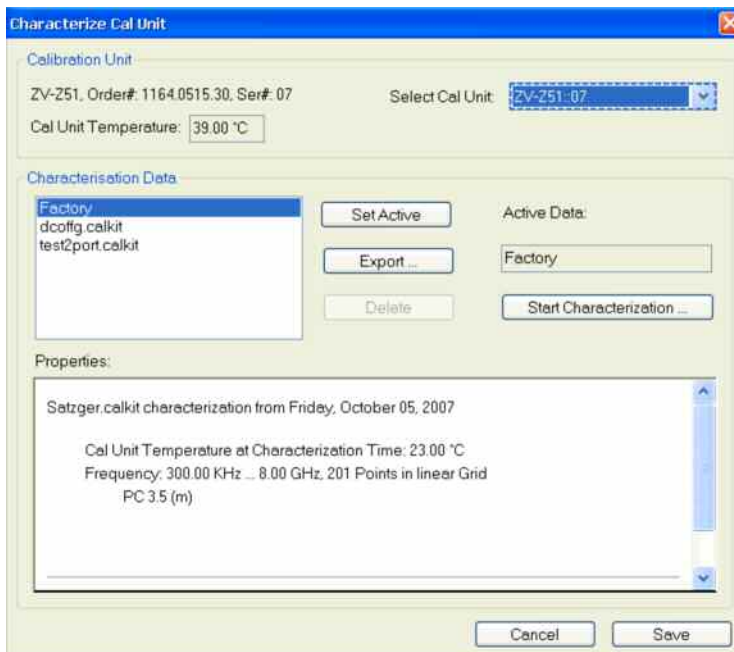 Characterize Cal Unit
Calibration Unit
ZV-Z51, Order#: 1164.0515.30, Ser#: 07
Select Cal Unit: ZV-Z51::07
Cal Unit Temperature: 39.00 °C
Characterisation Data
Factory
dcoffg.calkit
test2port.calkit
Set Active
Export ...
Delete
Active Data:
Factory
Start Characterization ...
Properties:
Satzger.calkit characterization from Friday, October 05, 2007
Cal Unit Temperature at Characterization Time: 23.00 °C
Frequency: 300.00 KHz ... 8.00 GHz, 201 Points in linear Grid
PC 3.5 (m)
Cancel
Save